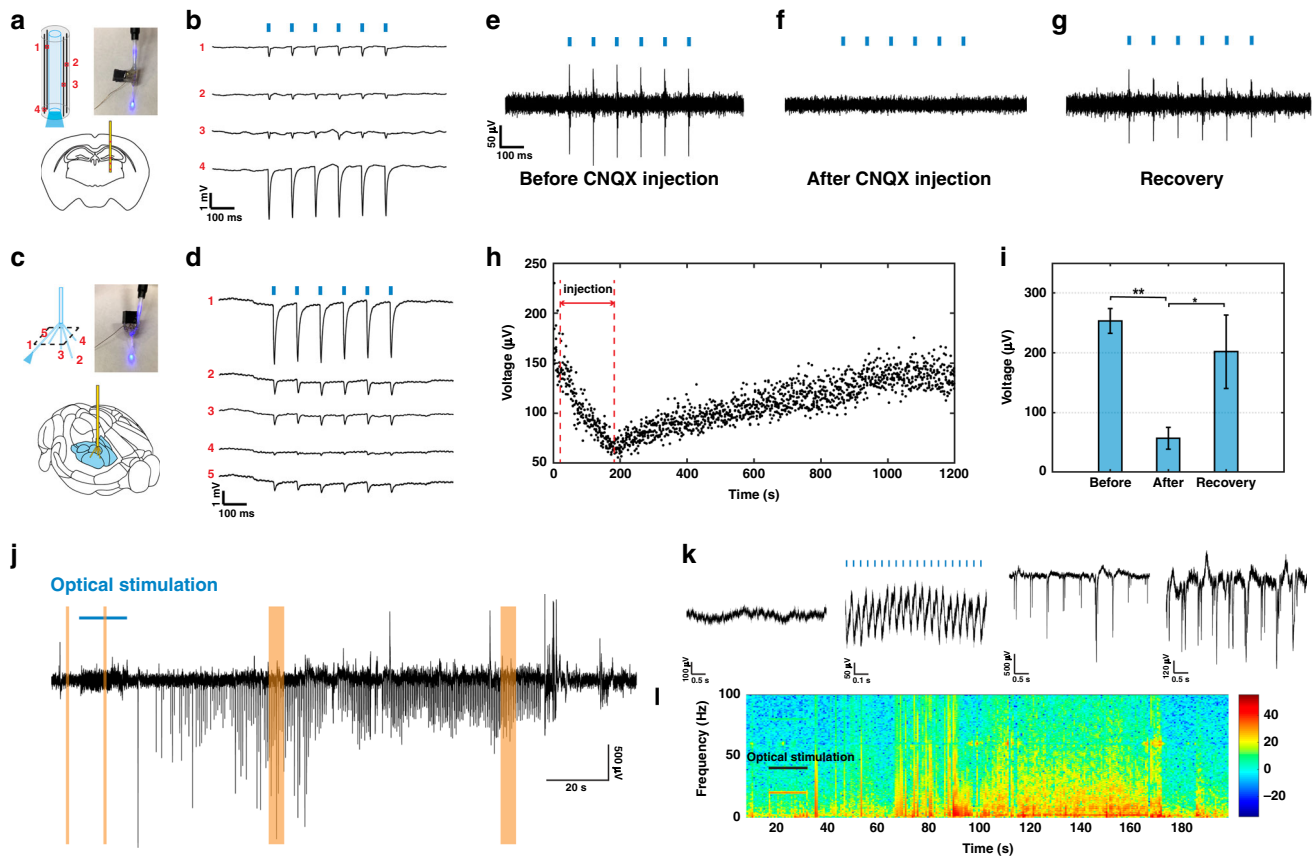 a
1
2
3
4
b
1
2
3
4
1 mV
100 ms
e
50 µV
100 ms
Before CNQX injection
f
After CNQX injection
g
Recovery
c
5
4
1
3
2
d
1
2
3
4
5
1 mV
100 ms
h
250
200
150
100
50
Voltage (µV)
injection
0
200
400
600
800
1000
1200
Time (s)
i
300
200
100
0
Voltage (µV)
**
*
Before
After
Recovery
j
Optical stimulation
500 µV
20 s
k
100 µV
0.5 s
50 µV
0.1 s
500 µV
0.5 s
120 µV
0.5 s
l
100
50
0
Frequency (Hz)
Optical stimulation
20
40
60
80
100
120
140
160
180
Time (s)
40
20
0
−20